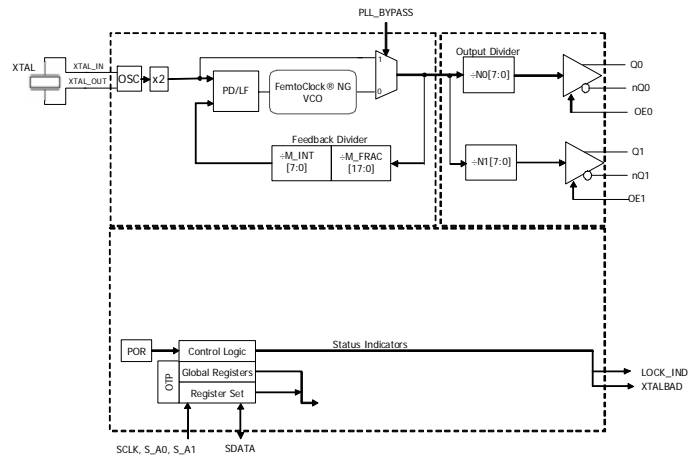 PLL_BYPASS
XTAL
XTAL_IN
XTAL_OUT
OSC
x2
PD/LF
FemtoClock® NG
VCO
1
0
Feedback Divider
÷M_INT
[7:0]
÷M_FRAC
[17:0]
Output Divider
÷N0[7:0]
÷N1[7:0]
Q0
nQ0
OE0
Q1
nQ1
OE1
POR
Control Logic
Global Registers
Register Set
OTP
Status Indicators
LOCK_IND
XTALBAD
SCLK, S_A0, S_A1
SDATA